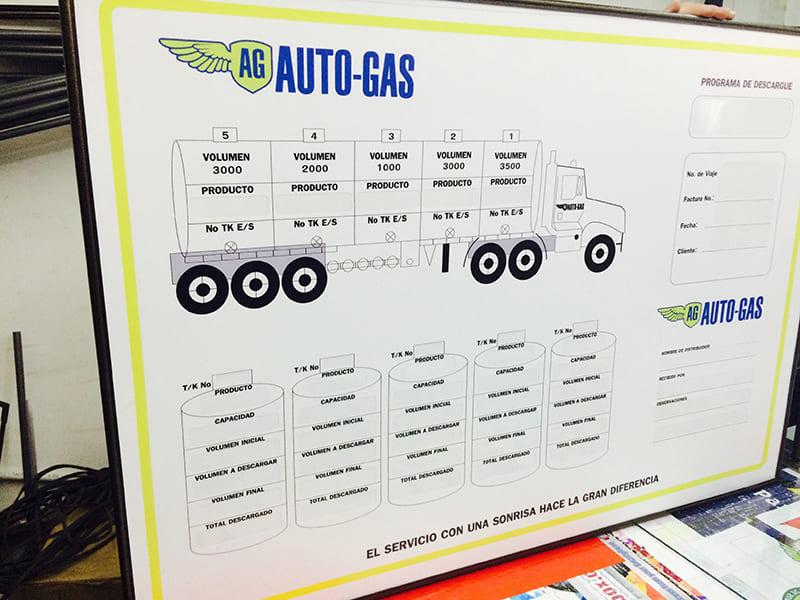 AG AUTO-GAS
PROGRAMA DE DESCARGUE
5 4 3 2 1
VOLUMEN VOLUMEN VOLUMEN VOLUMEN VOLUMEN
3000 2000 1000 3000 3500
PRODUCTO PRODUCTO PRODUCTO PRODUCTO PRODUCTO
No TK E/S No TK E/S No TK E/S No TK E/S No TK E/S
AUTO-GAS
No. de Viaje
Factura No.:
Fecha:
Cliente:
AG AUTO-GAS
NOMBRE DE DISTRIBUIDOR
RECIBIDO POR
OBSERVACIONES
T/K No T/K No T/K No T/K No T/K No
PRODUCTO PRODUCTO PRODUCTO PRODUCTO PRODUCTO
CAPACIDAD CAPACIDAD CAPACIDAD CAPACIDAD CAPACIDAD
VOLUMEN INICIAL VOLUMEN INICIAL VOLUMEN INICIAL VOLUMEN INICIAL VOLUMEN INICIAL
VOLUMEN A DESCARGAR VOLUMEN A DESCARGAR VOLUMEN A DESCARGAR VOLUMEN A DESCARGAR VOLUMEN A DESCARGAR
VOLUMEN FINAL VOLUMEN FINAL VOLUMEN FINAL VOLUMEN FINAL VOLUMEN FINAL
TOTAL DESCARGADO TOTAL DESCARGADO TOTAL DESCARGADO TOTAL DESCARGADO TOTAL DESCARGADO
EL SERVICIO CON UNA SONRISA HACE LA GRAN DIFERENCIA